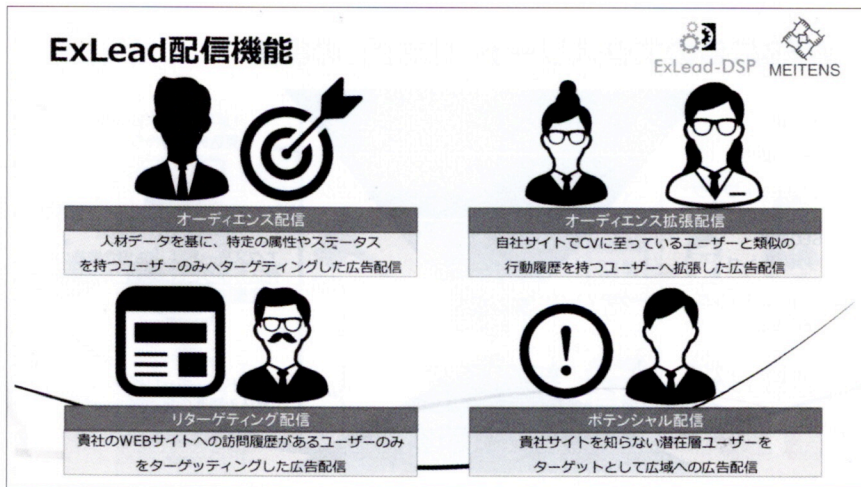 ExLead配信機能
ExLead-DSP
MEITENS
オーディエンス配信
人材データを基に、特定の属性やステータス
を持つユーザーのみへターゲティングした広告配信
オーディエンス拡張配信
自社サイトでCVに至っているユーザーと類似の
行動履歴を持つユーザーへ拡張した広告配信
リターゲティング配信
貴社のWEBサイトへの訪問履歴があるユーザーのみ
をターゲッティングした広告配信
ポテンシャル配信
貴社サイトを知らない潜在層ユーザーを
ターゲットとして広域への広告配信